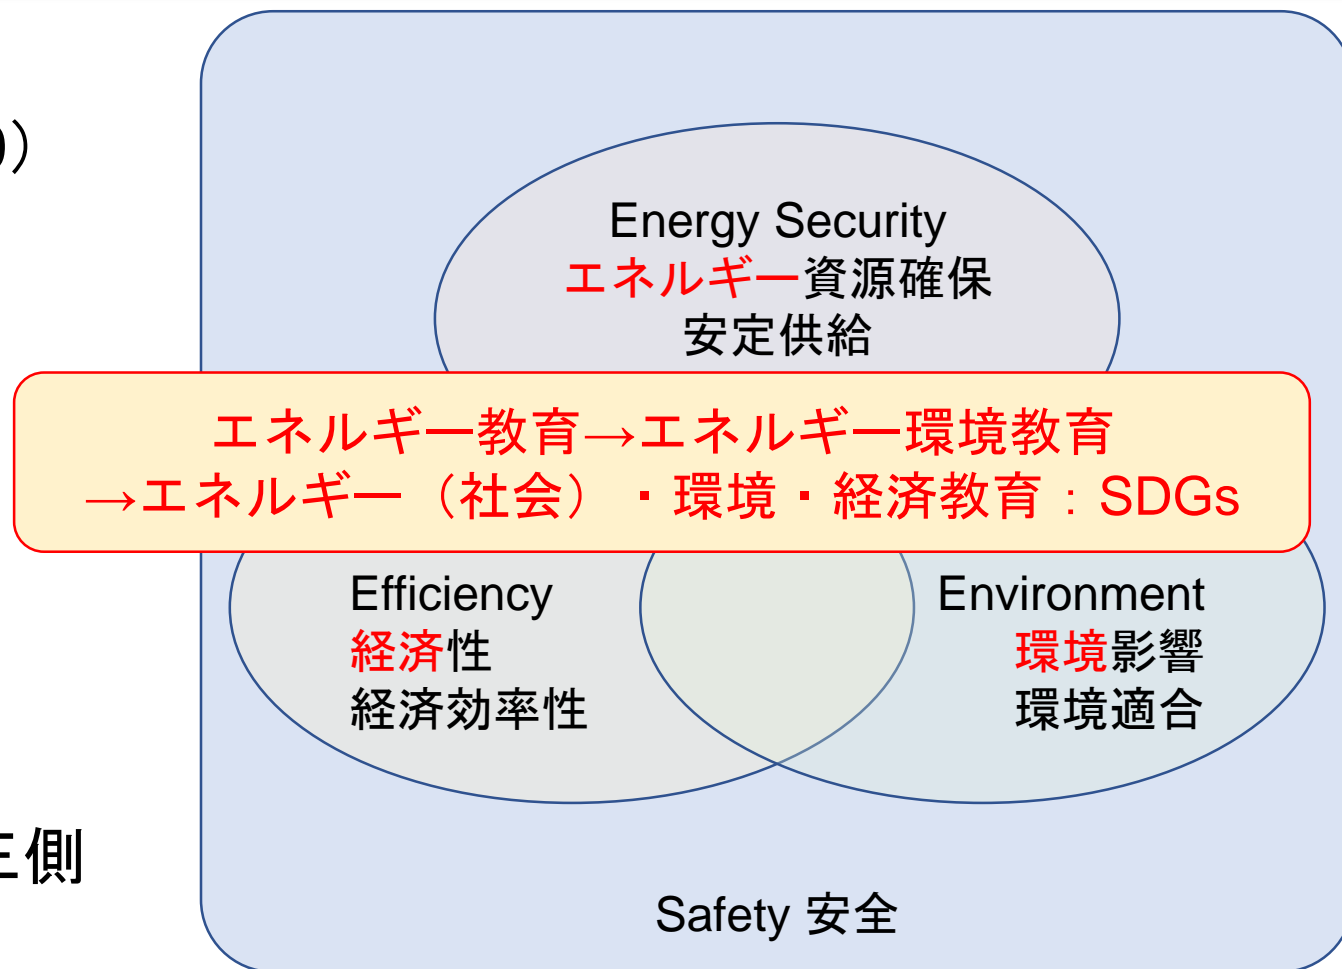 )
Energy Security
エネルギー資源確保
安定供給
エネルギー教育→エネルギー環境教育
→エネルギー（社会）・環境・経済教育：SDGs
Efficiency
経済性
経済効率性
Environment
環境影響
環境適合
側
Safety 安全